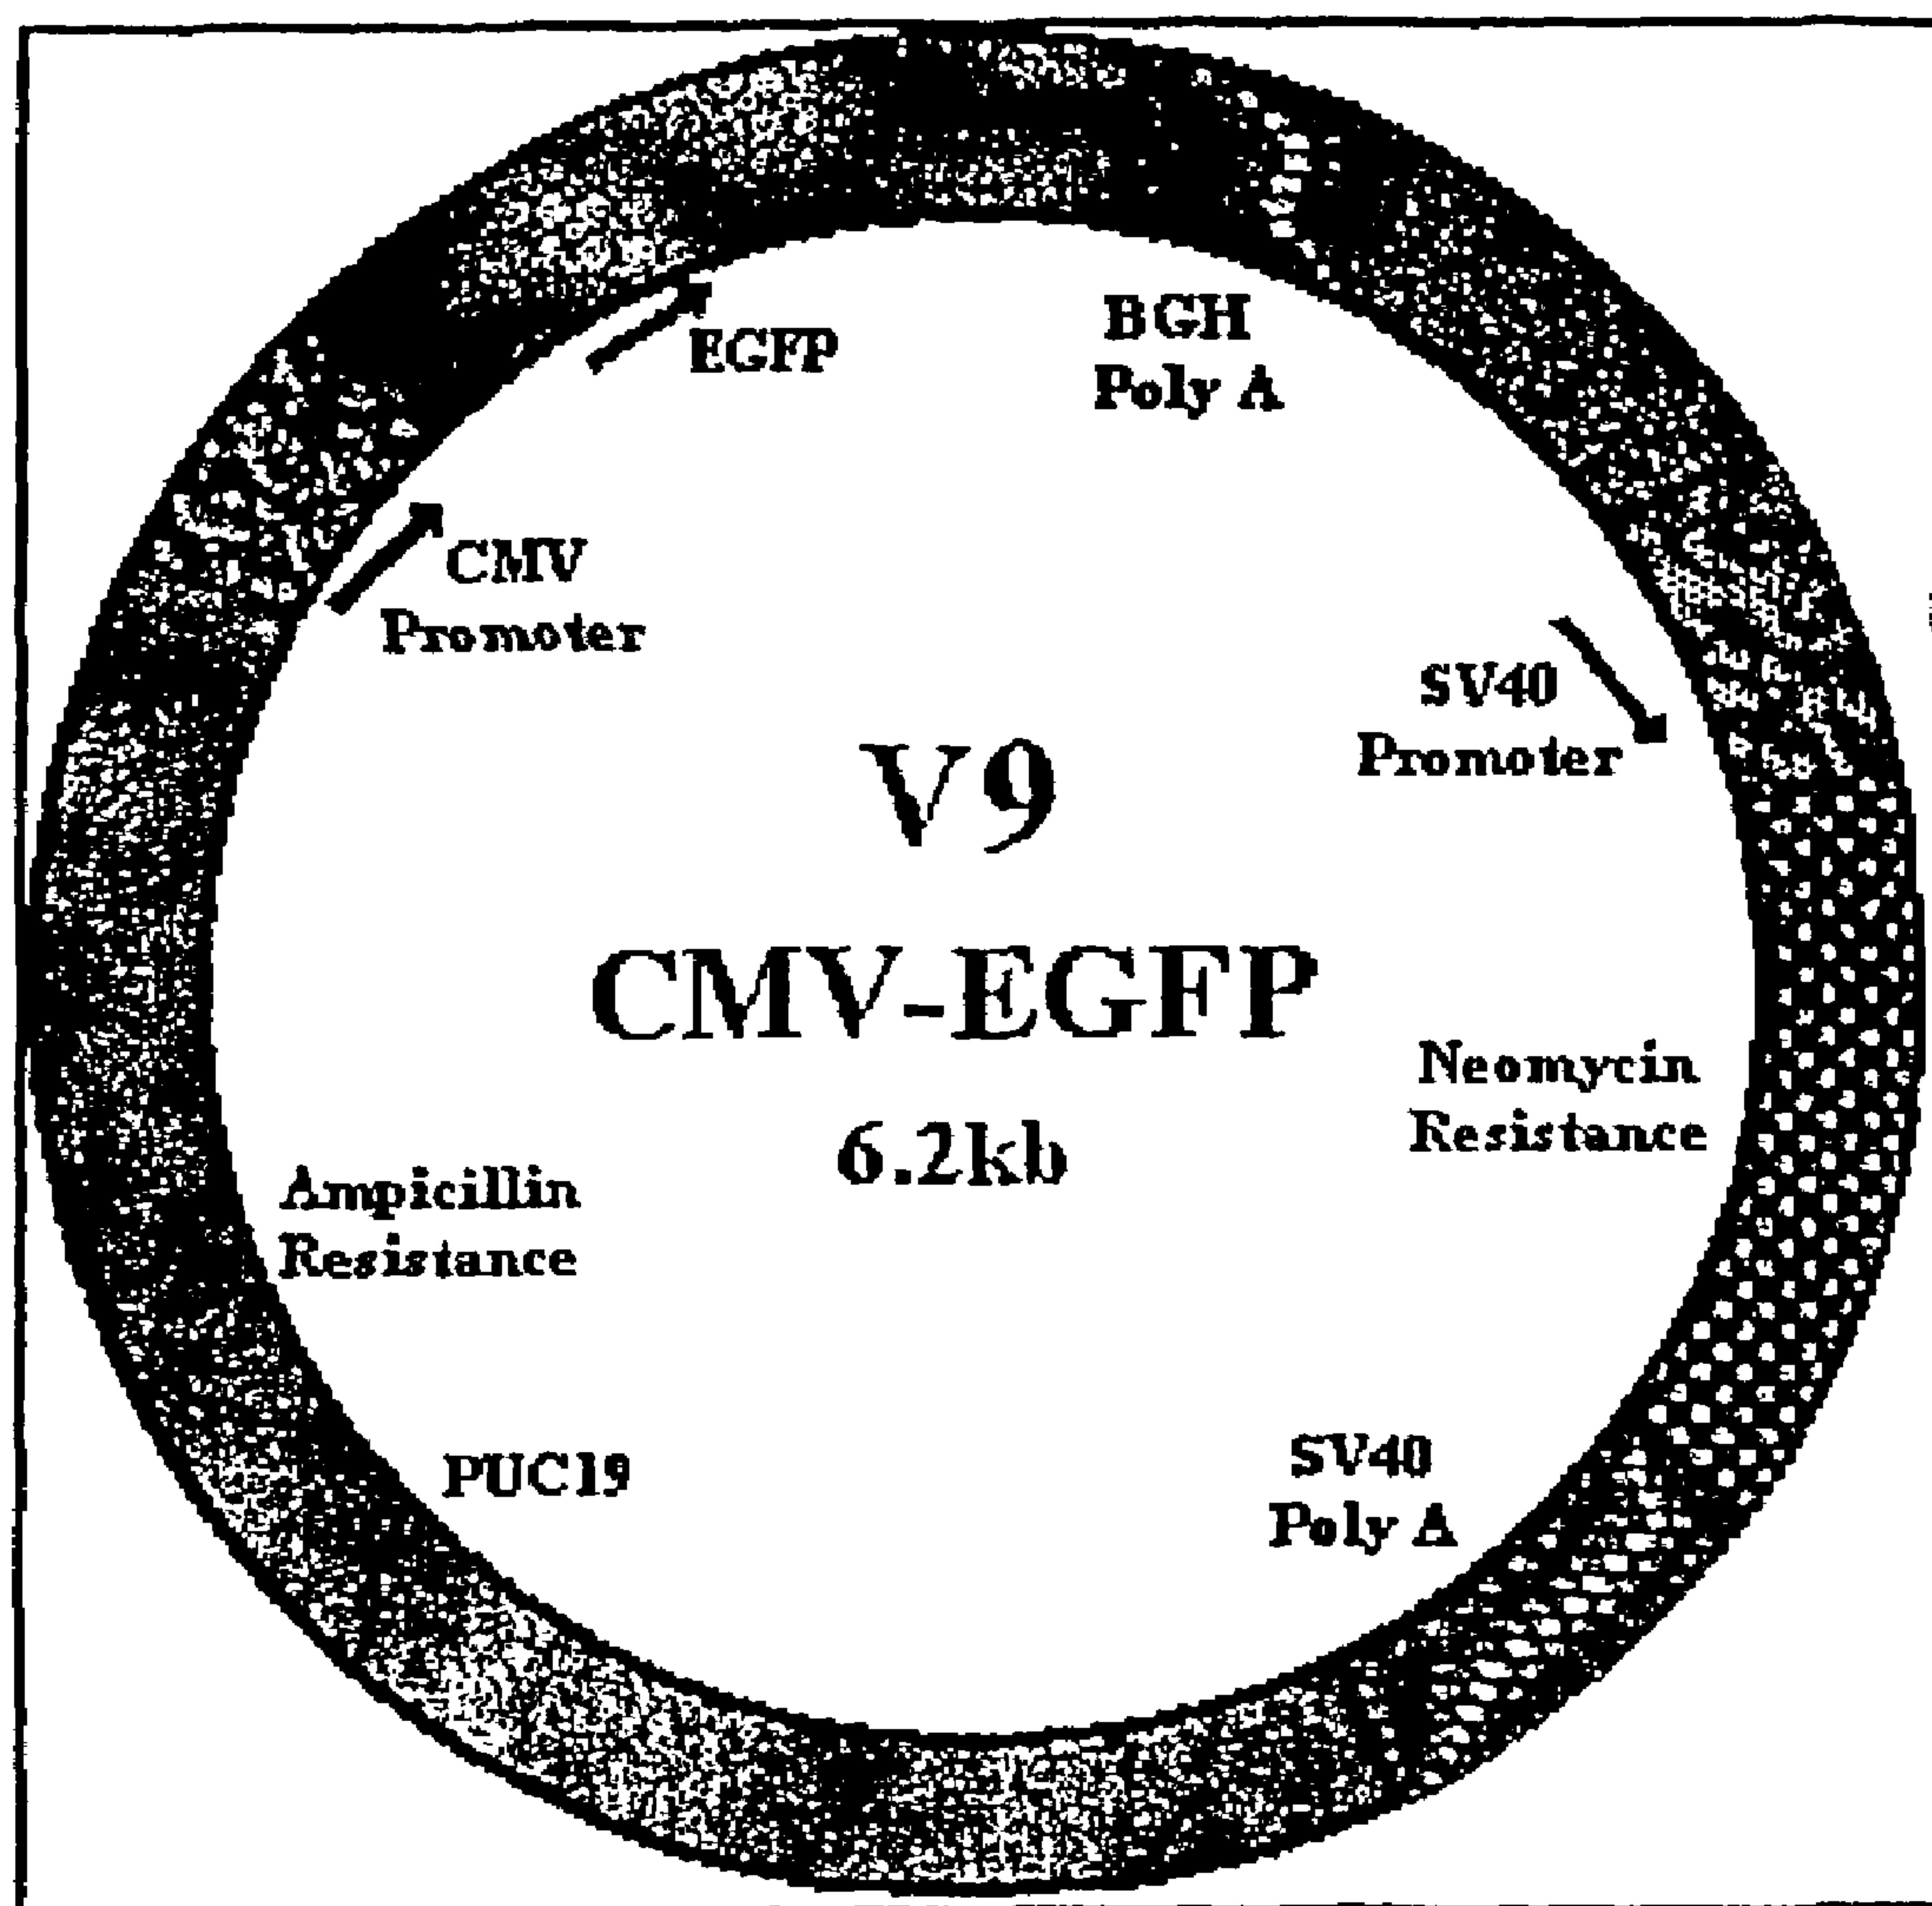 EGFP
BGH
Poly A
CMV
Promoter
SV40
Promoter
V9
CMV-EGFP
6.2kb
Neomycin
Resistance
Ampicillin
Resistance
PUC19
SV40
Poly A